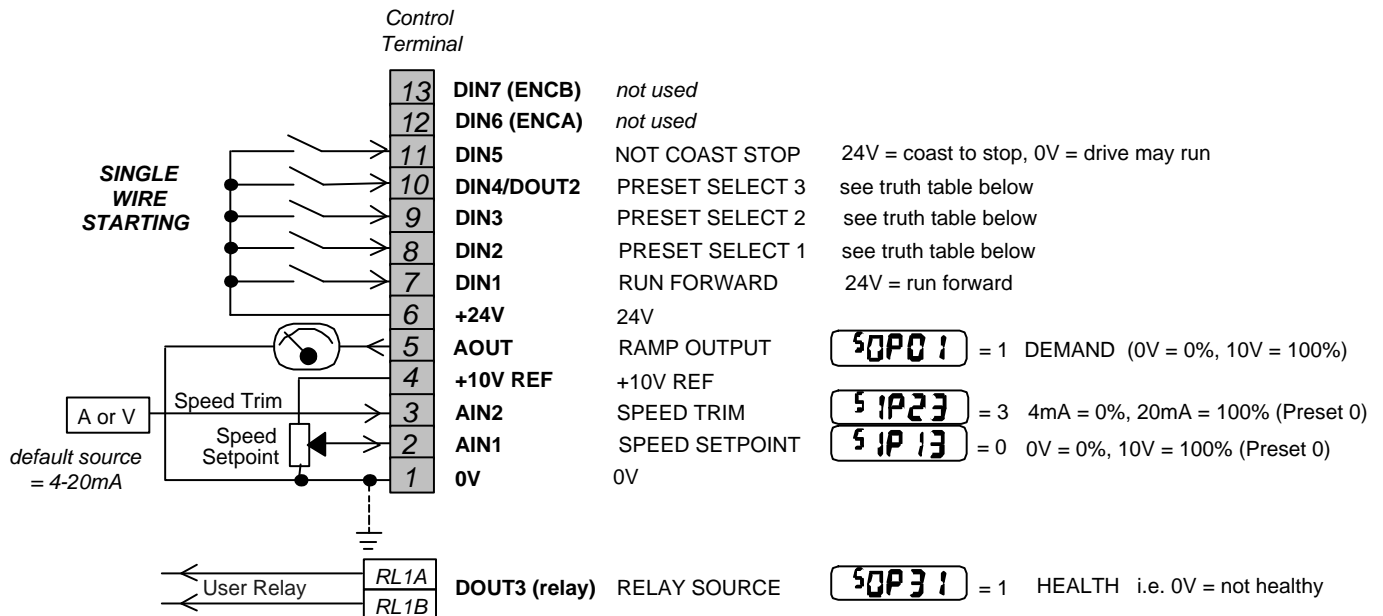 Control
Terminal
13 DIN7 (ENCB) not used
12 DIN6 (ENCA) not used
11 DIN5 NOT COAST STOP 24V = coast to stop, 0V = drive may run
SINGLE
WIRE
STARTING
10 DIN4/DOUT2 PRESET SELECT 3 see truth table below
9 DIN3 PRESET SELECT 2 see truth table below
8 DIN2 PRESET SELECT 1 see truth table below
7 DIN1 RUN FORWARD 24V = run forward
6 +24V 24V
5 AOUT RAMP OUTPUT SOP01 = 1 DEMAND (0V = 0%, 10V = 100%)
4 +10V REF +10V REF
A or V Speed Trim 3 AIN2 SPEED TRIM SIP23 = 3 4mA = 0%, 20mA = 100% (Preset 0)
Speed
Setpoint 2 AIN1 SPEED SETPOINT SIP13 = 0 0V = 0%, 10V = 100% (Preset 0)
default source
= 4-20mA
1 0V 0V
User Relay RL1A
RL1B
DOUT3 (relay) RELAY SOURCE SOP31 = 1 HEALTH i.e. 0V = not healthy